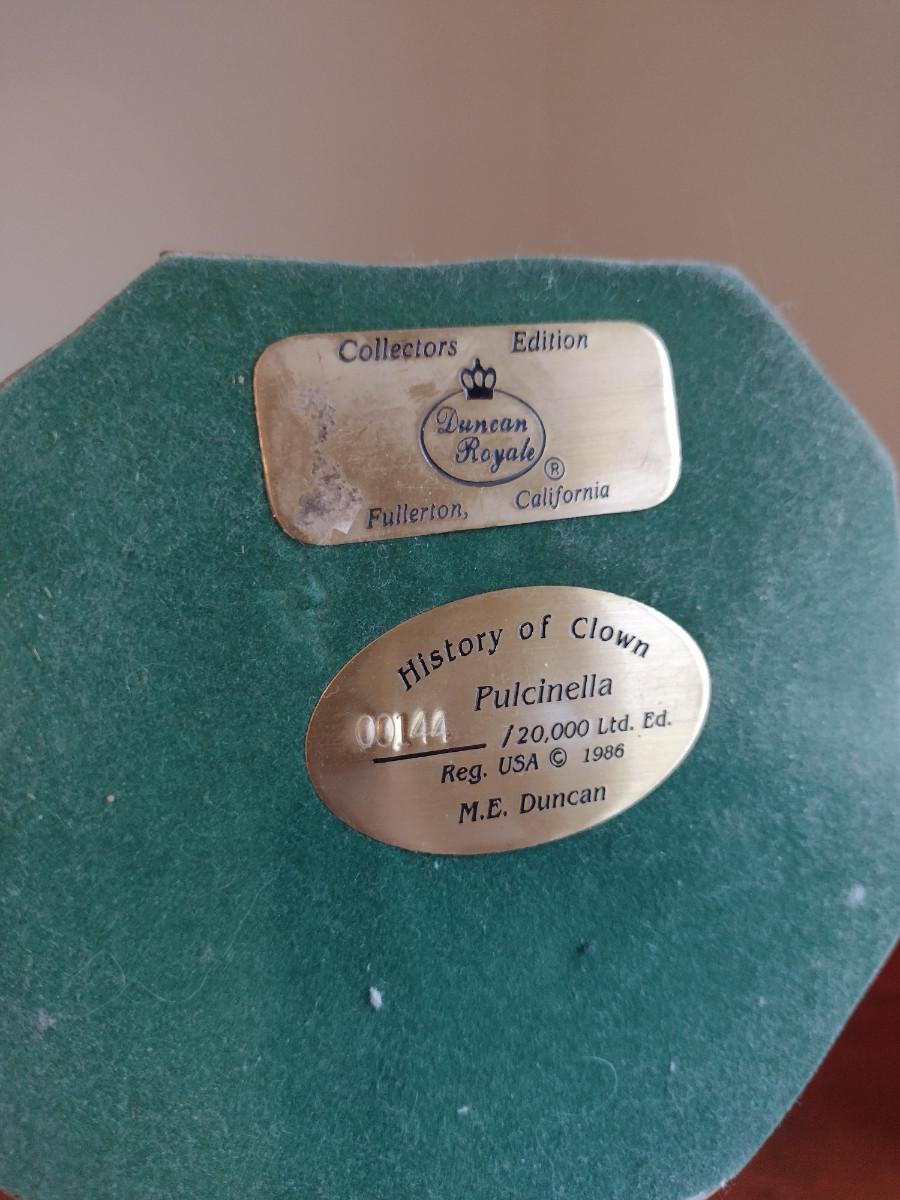 Collectors Edition
Duncan
Royale ®
Fullerton, California
History of Clown
Pulcinella
00144 /20,000 Ltd. Ed.
Reg. USA © 1986
M.E. Duncan